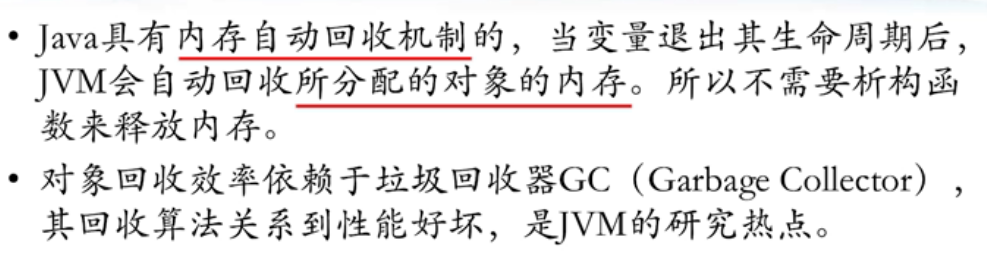 • Java具有内存自动回收机制的，当变量退出其生命周期后，
JVM会自动回收所分配的对象的内存。所以不需要析构函
数来释放内存。
• 对象回收效率依赖于垃圾回收器GC（Garbage Collector），
其回收算法关系到性能好坏，是JVM的研究热点。